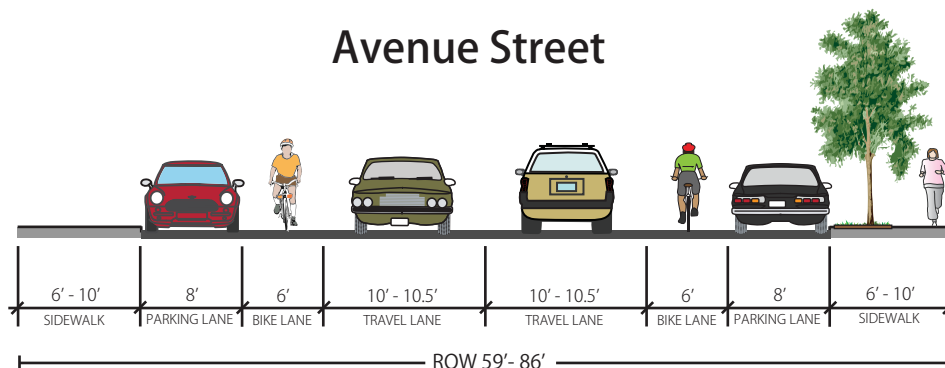 Avenue Street
6’ - 10’ 8’ 6’ 10’ - 10.5’ 10’ - 10.5’ 6’ 8’ 6’ - 10’
SIDEWALK PARKING LANE BIKE LANE TRAVEL LANE TRAVEL LANE BIKE LANE PARKING LANE SIDEWALK
ROW 59’- 86’